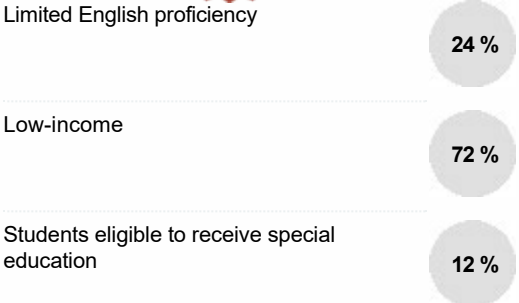 Limited English proficiency
24 %
Low-income
72 %
Students eligible to receive special
education
12 %